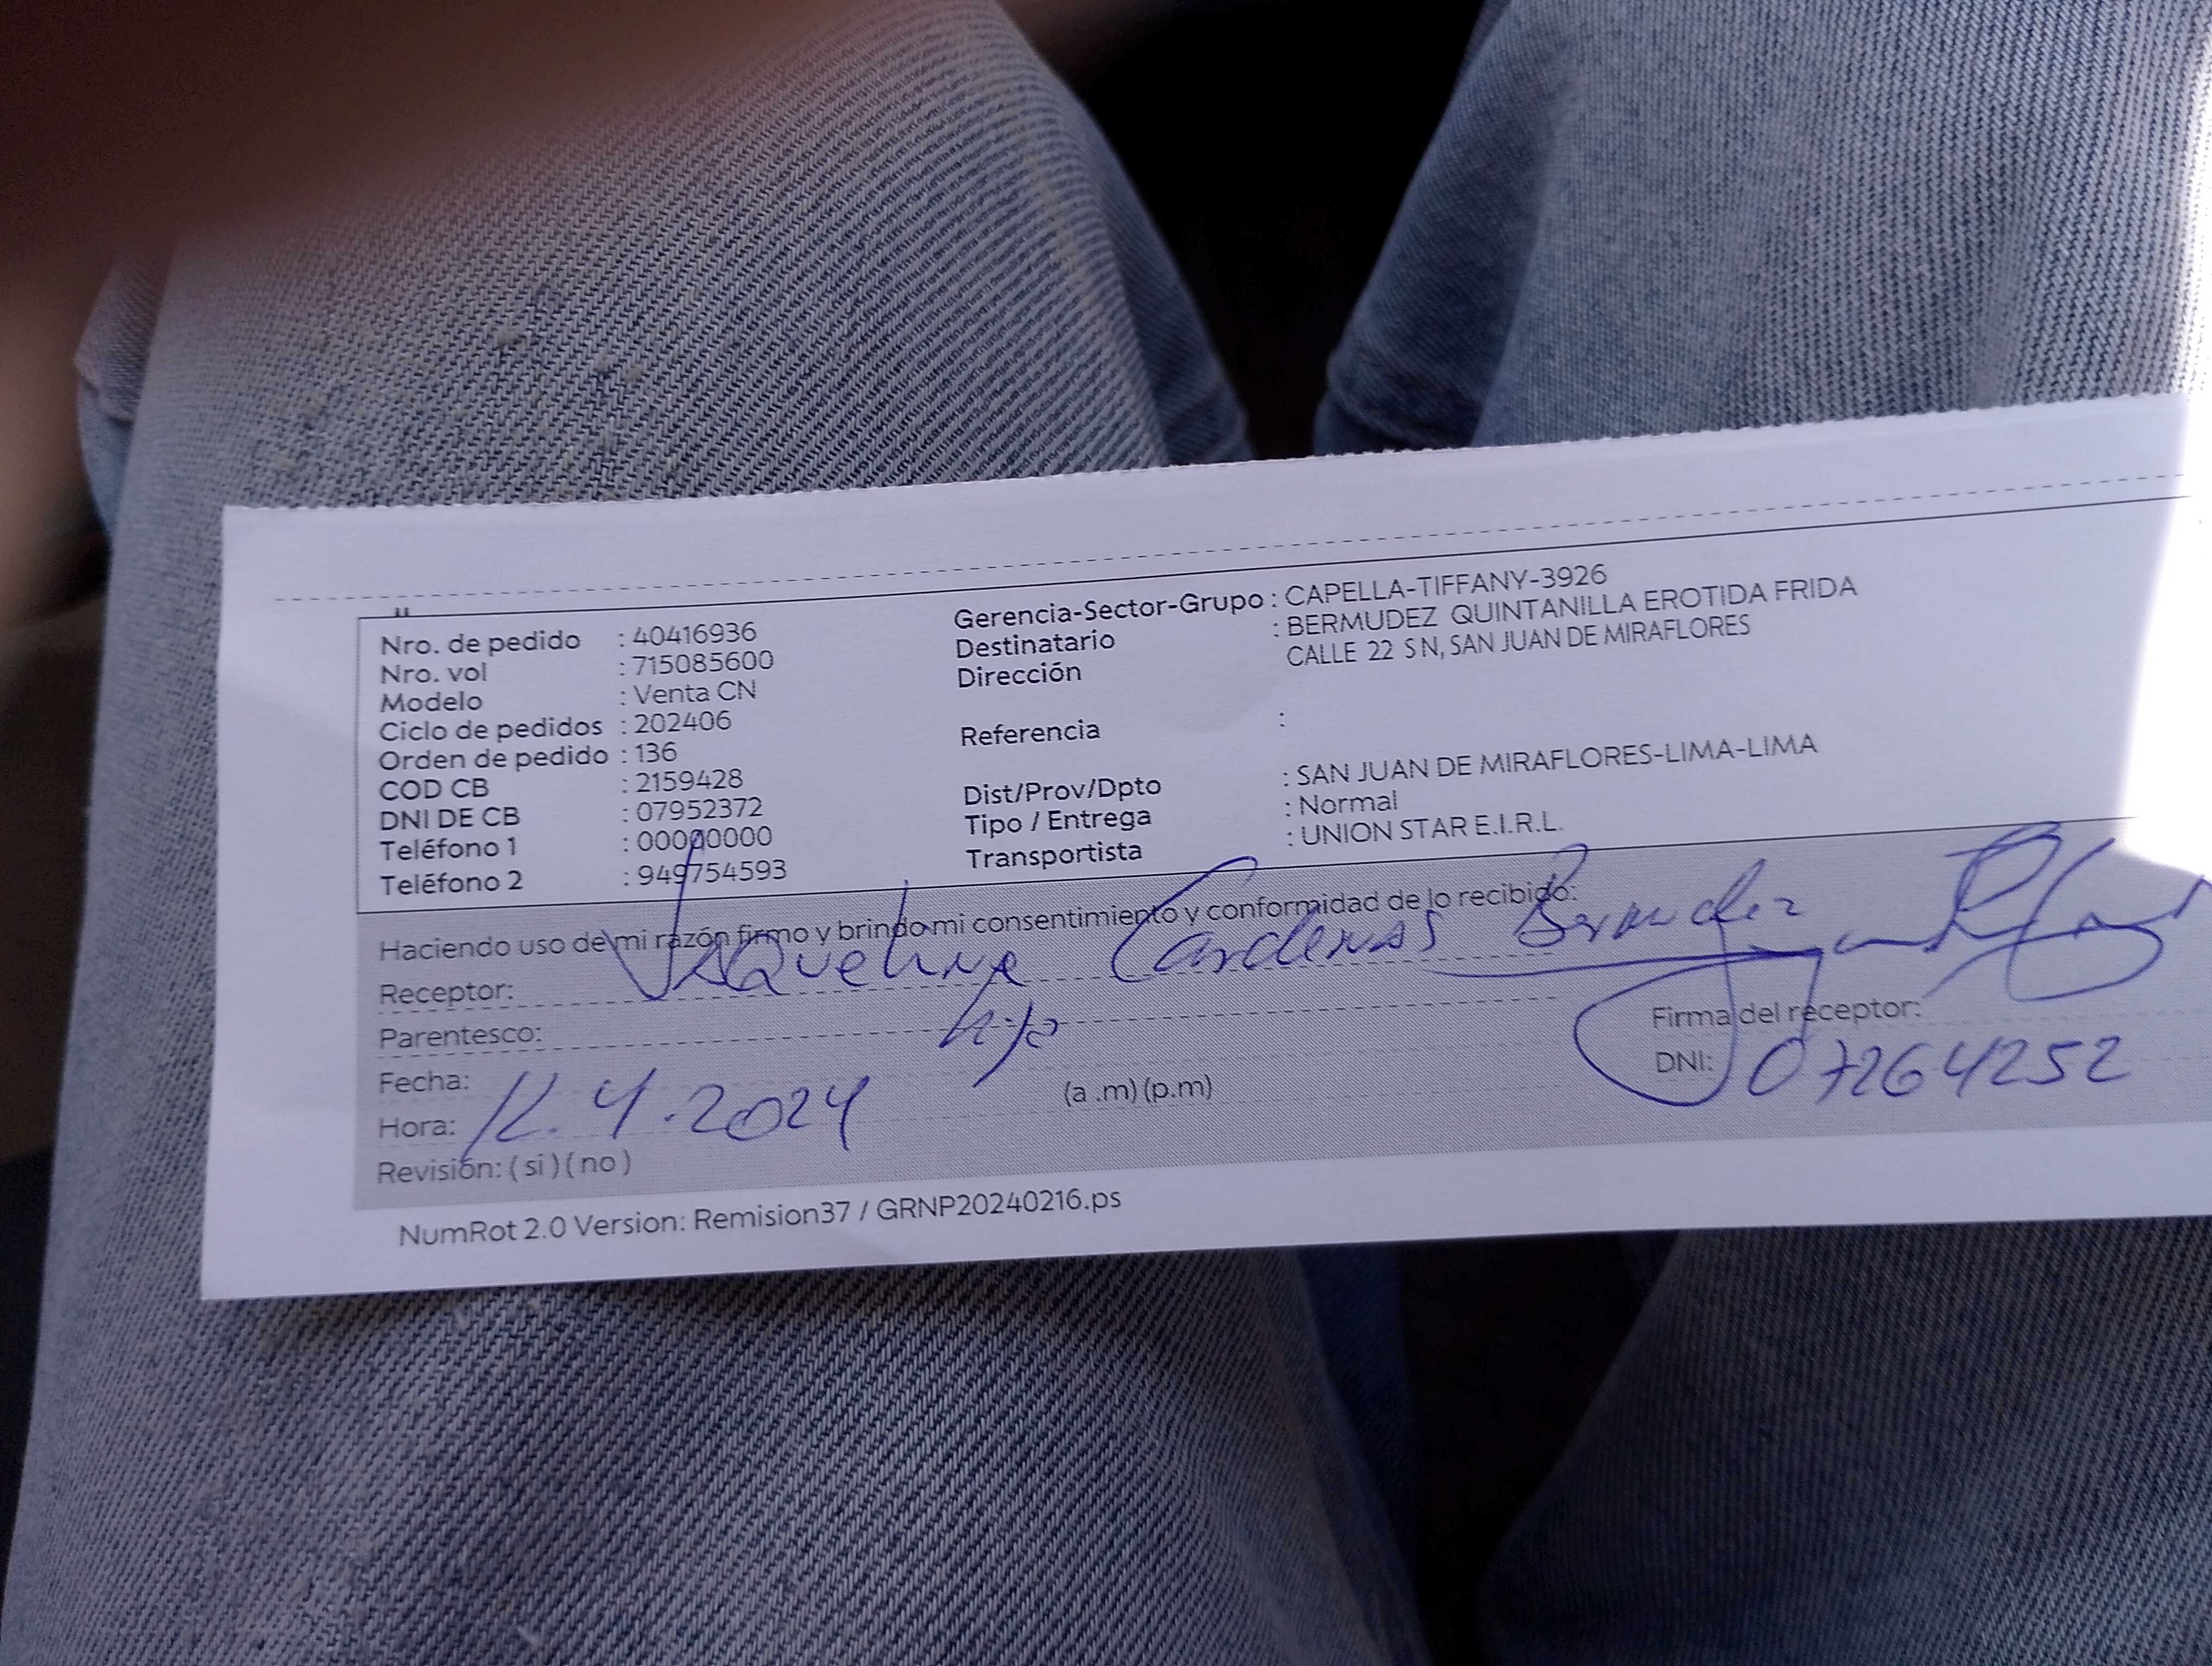 Nro. de pedido : 40416936
Nro. vol : 715085600
Modelo : Venta CN
Ciclo de pedidos : 202406
Orden de pedido : 136
COD CB : 2159428
DNI DE CB : 07952372
Teléfono 1 : 00000000
Teléfono 2 : 949754593
Gerencia-Sector-Grupo : CAPELLA-TIFFANY-3926
Destinatario : BERMUDEZ QUINTANILLA EROTIDA FRIDA
Dirección CALLE 22 SN, SAN JUAN DE MIRAFLORES
Referencia :
Dist/Prov/Dpto : SAN JUAN DE MIRAFLORES-LIMA-LIMA
Tipo / Entrega : Normal
Transportista : UNION STAR E.I.R.L.
Haciendo uso de mi razón firmo y brindo mi consentimiento y conformidad de lo recibido:
Receptor: Jaqueline Cardenas Bermudez
Parentesco: hijo
Firma del receptor:
Fecha: 12.4.2024
DNI: 07264252
Hora: (a .m) (p.m)
Revisión: ( si ) ( no )
NumRot 2.0 Version: Remision37 / GRNP20240216.ps